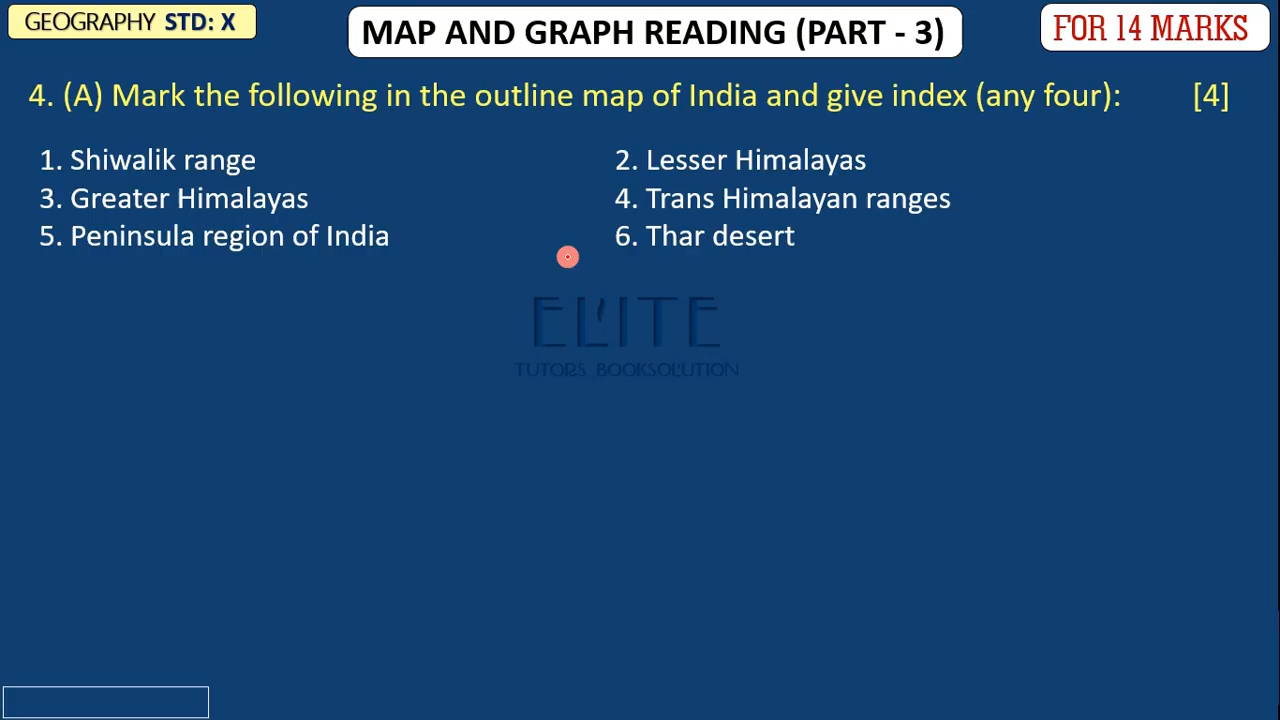 GEOGRAPHY STD: X
MAP AND GRAPH READING (PART - 3)
FOR 14 MARKS
4. (A) Mark the following in the outline map of India and give index (any four): [4]
1. Shiwalik range
2. Lesser Himalayas
3. Greater Himalayas
4. Trans Himalayan ranges
5. Peninsula region of India
6. Thar desert
ELITE
TUTORS BOOKSOLUTION